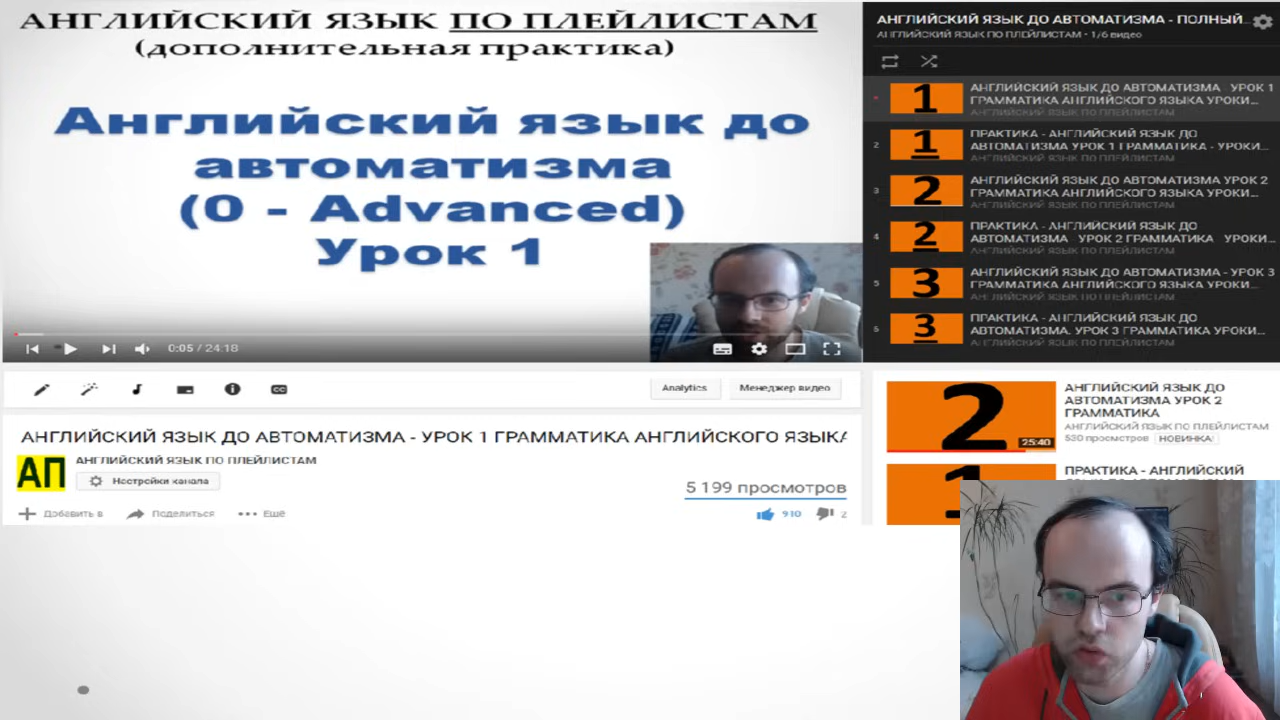 АНГЛИЙСКИЙ ЯЗЫК ПО ПЛЕЙЛИСТАМ
(дополнительная практика)
Английский язык до
автоматизма
(0 - Advanced)
Урок 1
0:05 / 24:18
АНГЛИЙСКИЙ ЯЗЫК ДО АВТОМАТИЗМА - ПОЛНЫЙ...
АНГЛИЙСКИЙ ЯЗЫК ПО ПЛЕЙЛИСТАМ • 1/6 видео
1
АНГЛИЙСКИЙ ЯЗЫК ДО АВТОМАТИЗМА - УРОК 1
ГРАММАТИКА АНГЛИЙСКОГО ЯЗЫКА УРОКИ...
АНГЛИЙСКИЙ ЯЗЫК ПО ПЛЕЙЛИСТАМ
2
1
ПРАКТИКА - АНГЛИЙСКИЙ ЯЗЫК ДО
АВТОМАТИЗМА УРОК 1 ГРАММАТИКА - УРОКИ...
АНГЛИЙСКИЙ ЯЗЫК ПО ПЛЕЙЛИСТАМ
3
2
АНГЛИЙСКИЙ ЯЗЫК ДО АВТОМАТИЗМА УРОК 2
ГРАММАТИКА АНГЛИЙСКОГО ЯЗЫКА УРОКИ...
АНГЛИЙСКИЙ ЯЗЫК ПО ПЛЕЙЛИСТАМ
4
2
ПРАКТИКА - АНГЛИЙСКИЙ ЯЗЫК ДО
АВТОМАТИЗМА УРОК 2 ГРАММАТИКА УРОКИ...
АНГЛИЙСКИЙ ЯЗЫК ПО ПЛЕЙЛИСТАМ
5
3
АНГЛИЙСКИЙ ЯЗЫК ДО АВТОМАТИЗМА - УРОК 3
ГРАММАТИКА АНГЛИЙСКОГО ЯЗЫКА УРОКИ...
АНГЛИЙСКИЙ ЯЗЫК ПО ПЛЕЙЛИСТАМ
6
3
ПРАКТИКА - АНГЛИЙСКИЙ ЯЗЫК ДО
АВТОМАТИЗМА. УРОК 3 ГРАММАТИКА УРОКИ...
АНГЛИЙСКИЙ ЯЗЫК ПО ПЛЕЙЛИСТАМ
CC
Analytics
Менеджер видео
АНГЛИЙСКИЙ ЯЗЫК ДО АВТОМАТИЗМА - УРОК 1 ГРАММАТИКА АНГЛИЙСКОГО ЯЗЫКА
АП
АНГЛИЙСКИЙ ЯЗЫК ПО ПЛЕЙЛИСТАМ
Настройки канала
5 199 просмотров
Добавить в
Поделиться
Ещё
910
2
2
25:40
АНГЛИЙСКИЙ ЯЗЫК ДО
АВТОМАТИЗМА УРОК 2
ГРАММАТИКА
АНГЛИЙСКИЙ ЯЗЫК ПО ПЛЕЙЛИСТАМ
530 просмотров
НОВИНКА!
1
ПРАКТИКА - АНГЛИЙСКИЙ